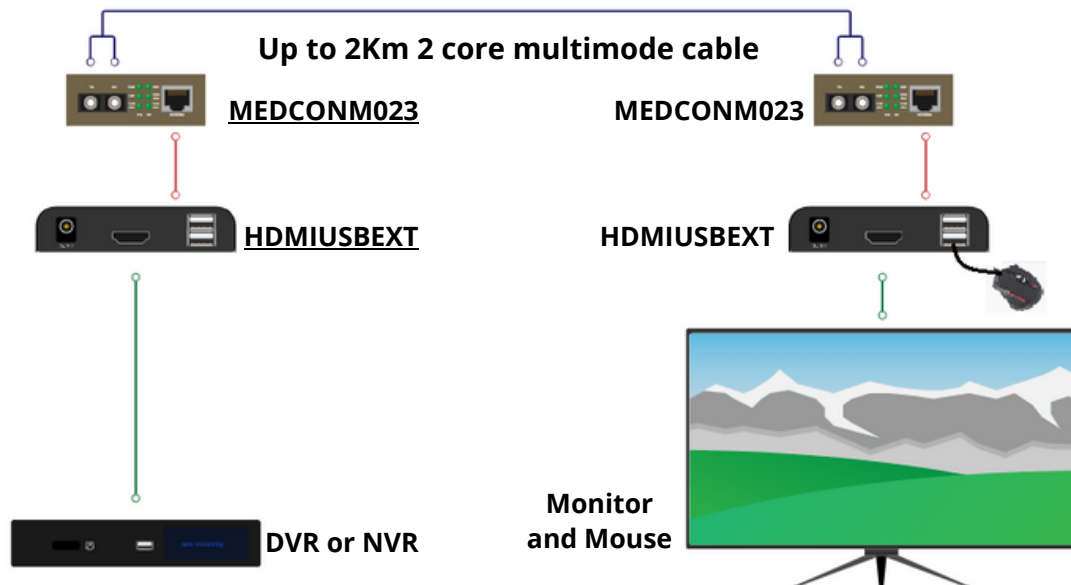 Up to 2Km 2 core multimode cable
MEDCONM023
MEDCONM023
HDMIUSBEXT
HDMIUSBEXT
DVR or NVR
Monitor
and Mouse